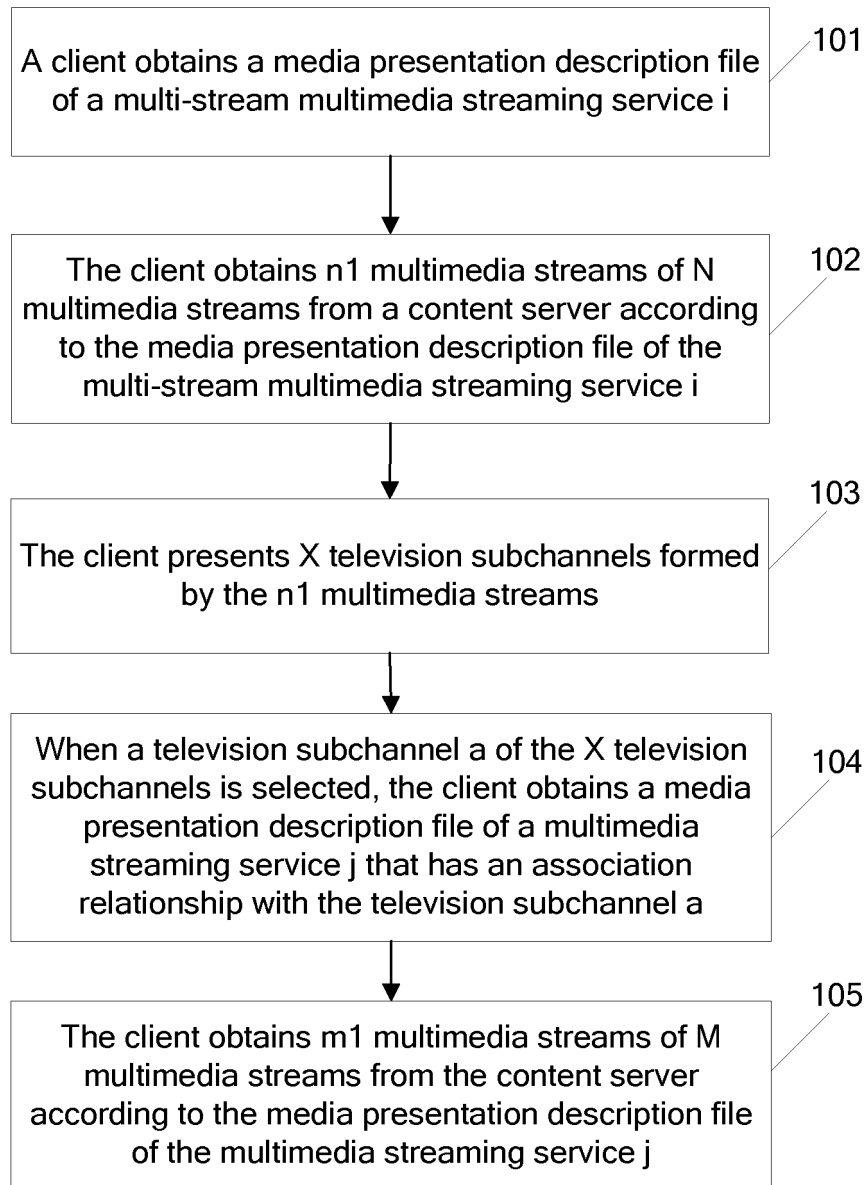 A client obtains a media presentation description file
of a multi-stream multimedia streaming service i
101
The client obtains n1 multimedia streams of N
multimedia streams from a content server according
to the media presentation description file of the
multi-stream multimedia streaming service i
102
The client presents X television subchannels formed
by the n1 multimedia streams
103
When a television subchannel a of the X television
subchannels is selected, the client obtains a media
presentation description file of a multimedia
streaming service j that has an association
relationship with the television subchannel a
104
The client obtains m1 multimedia streams of M
multimedia streams from the content server
according to the media presentation description file
of the multimedia streaming service j
105